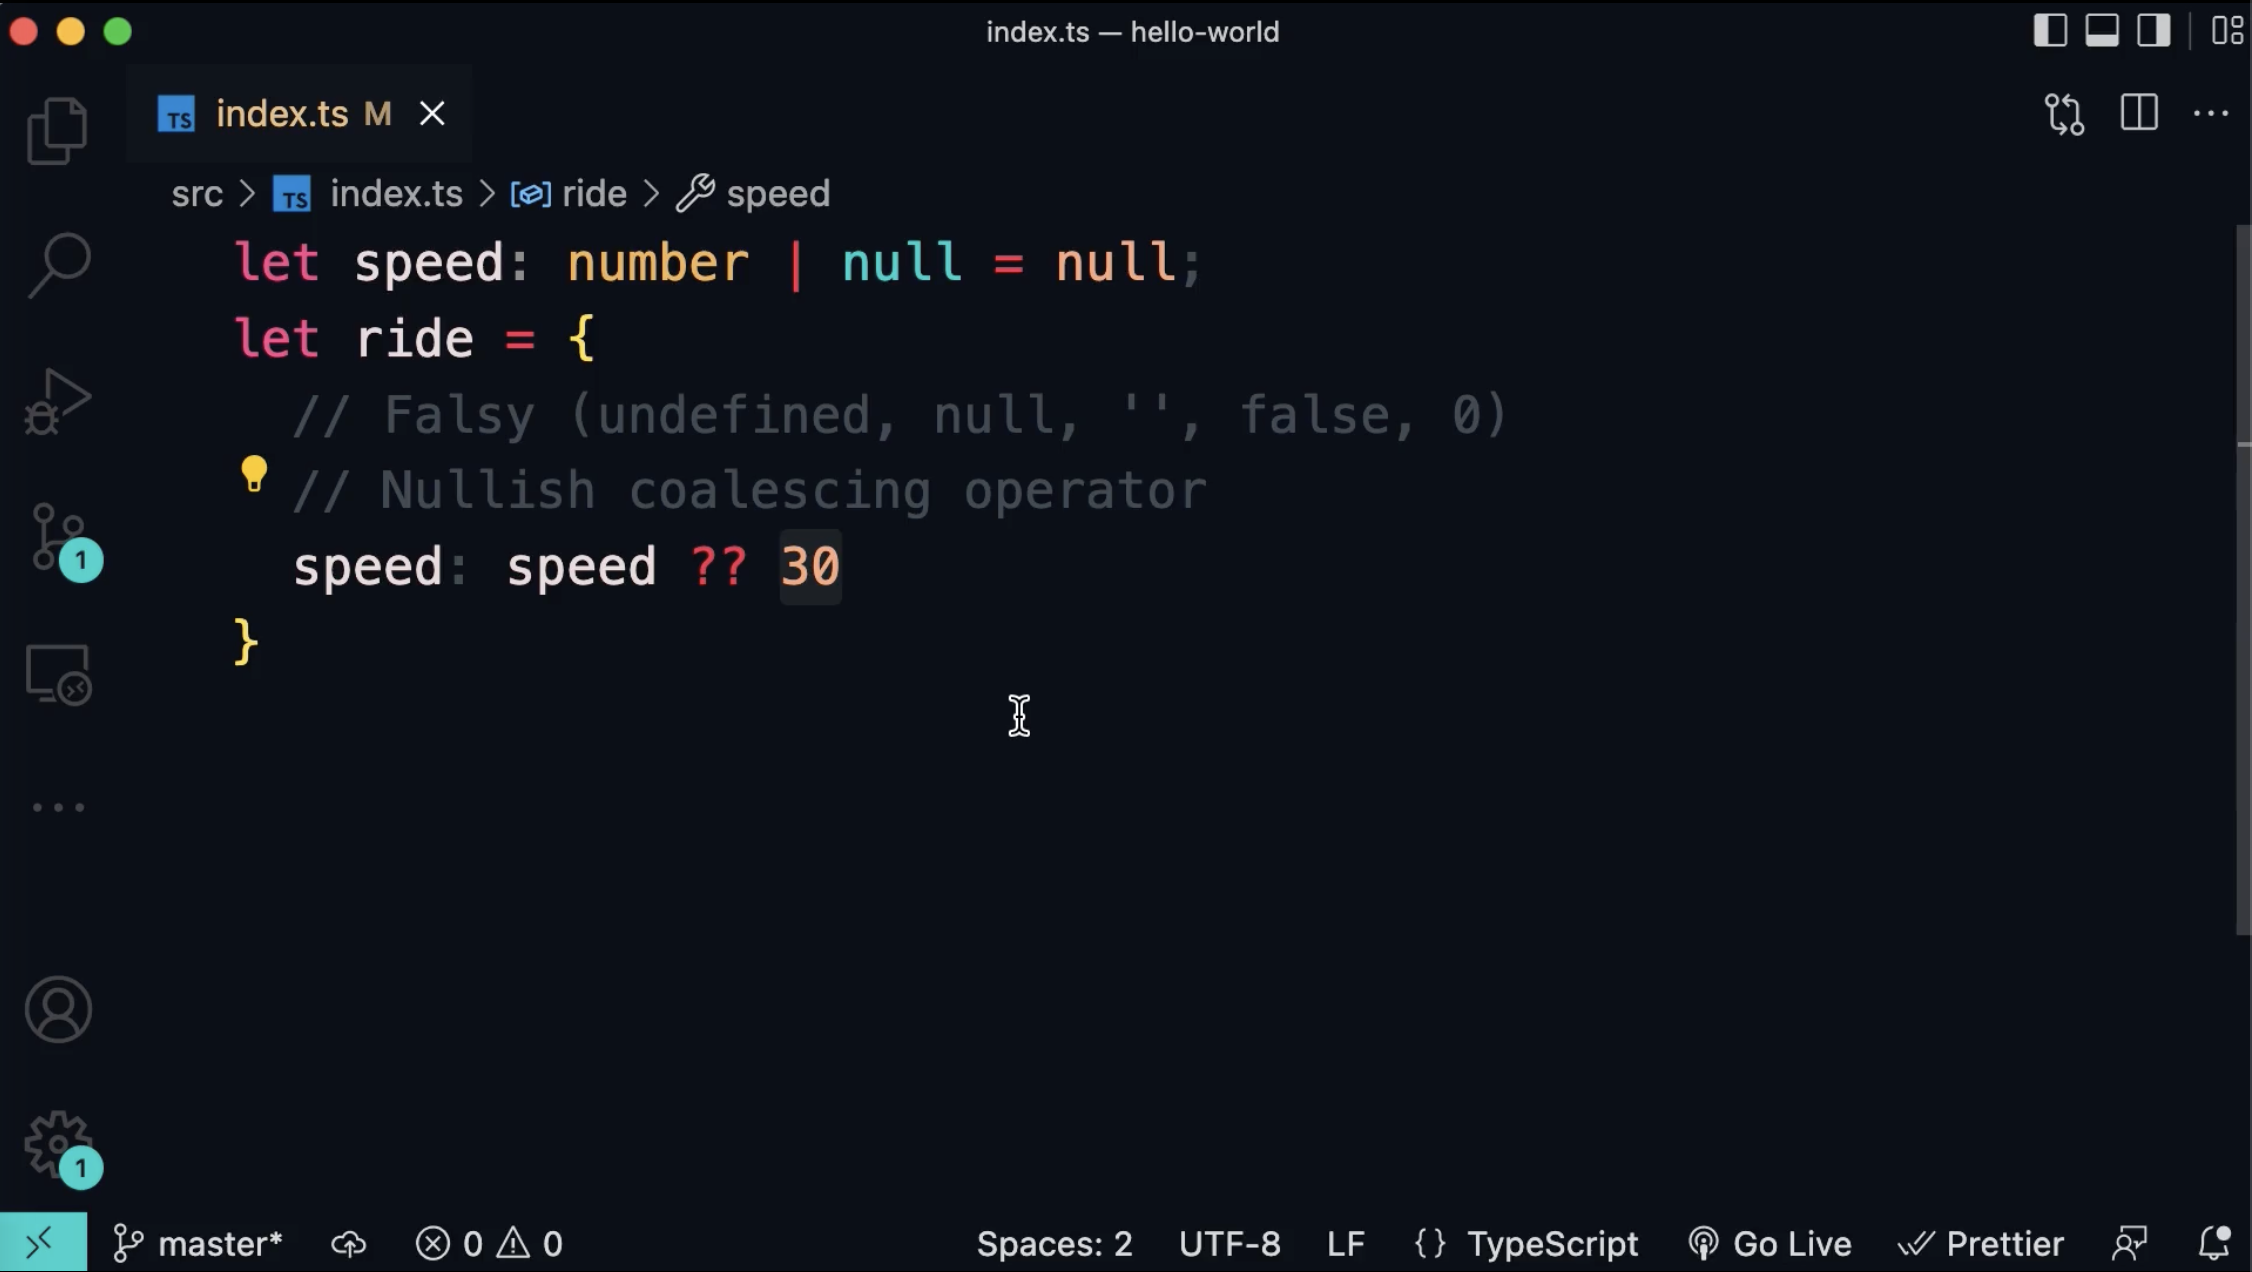 index.ts — hello-world
TS index.ts M
src > TS index.ts > ride > speed
let speed: number | null = null;
let ride = {
// Falsy (undefined, null, '', false, 0)
// Nullish coalescing operator
speed: speed ?? 30
}
1
1
master* 0 0 Spaces: 2 UTF-8 LF {} TypeScript Go Live Prettier